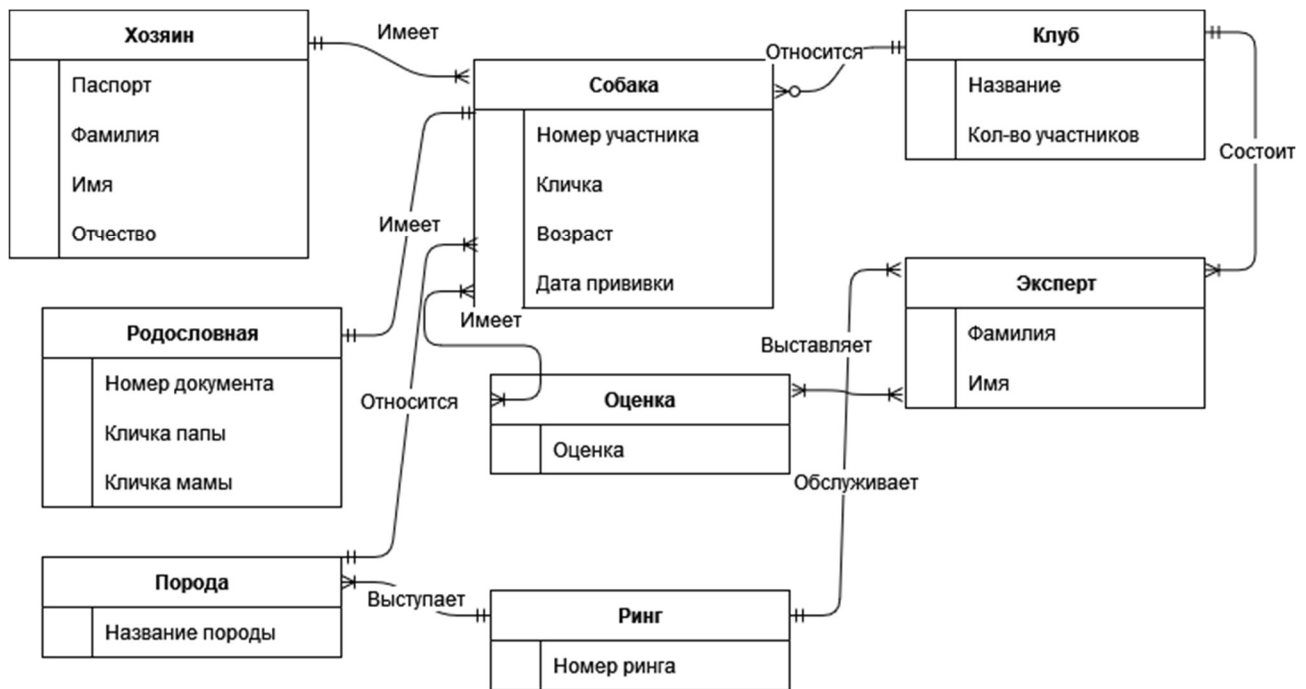 Хозяин
Паспорт
Фамилия
Имя
Отчество
Имеет
Собака
Номер участника
Кличка
Возраст
Дата прививки
Относится
Клуб
Название
Кол-во участников
Состоит
Имеет
Родословная
Номер документа
Кличка папы
Кличка мамы
Имеет
Относится
Оценка
Оценка
Выставляет
Эксперт
Фамилия
Имя
Обслуживает
Порода
Название породы
Выступает
Ринг
Номер ринга